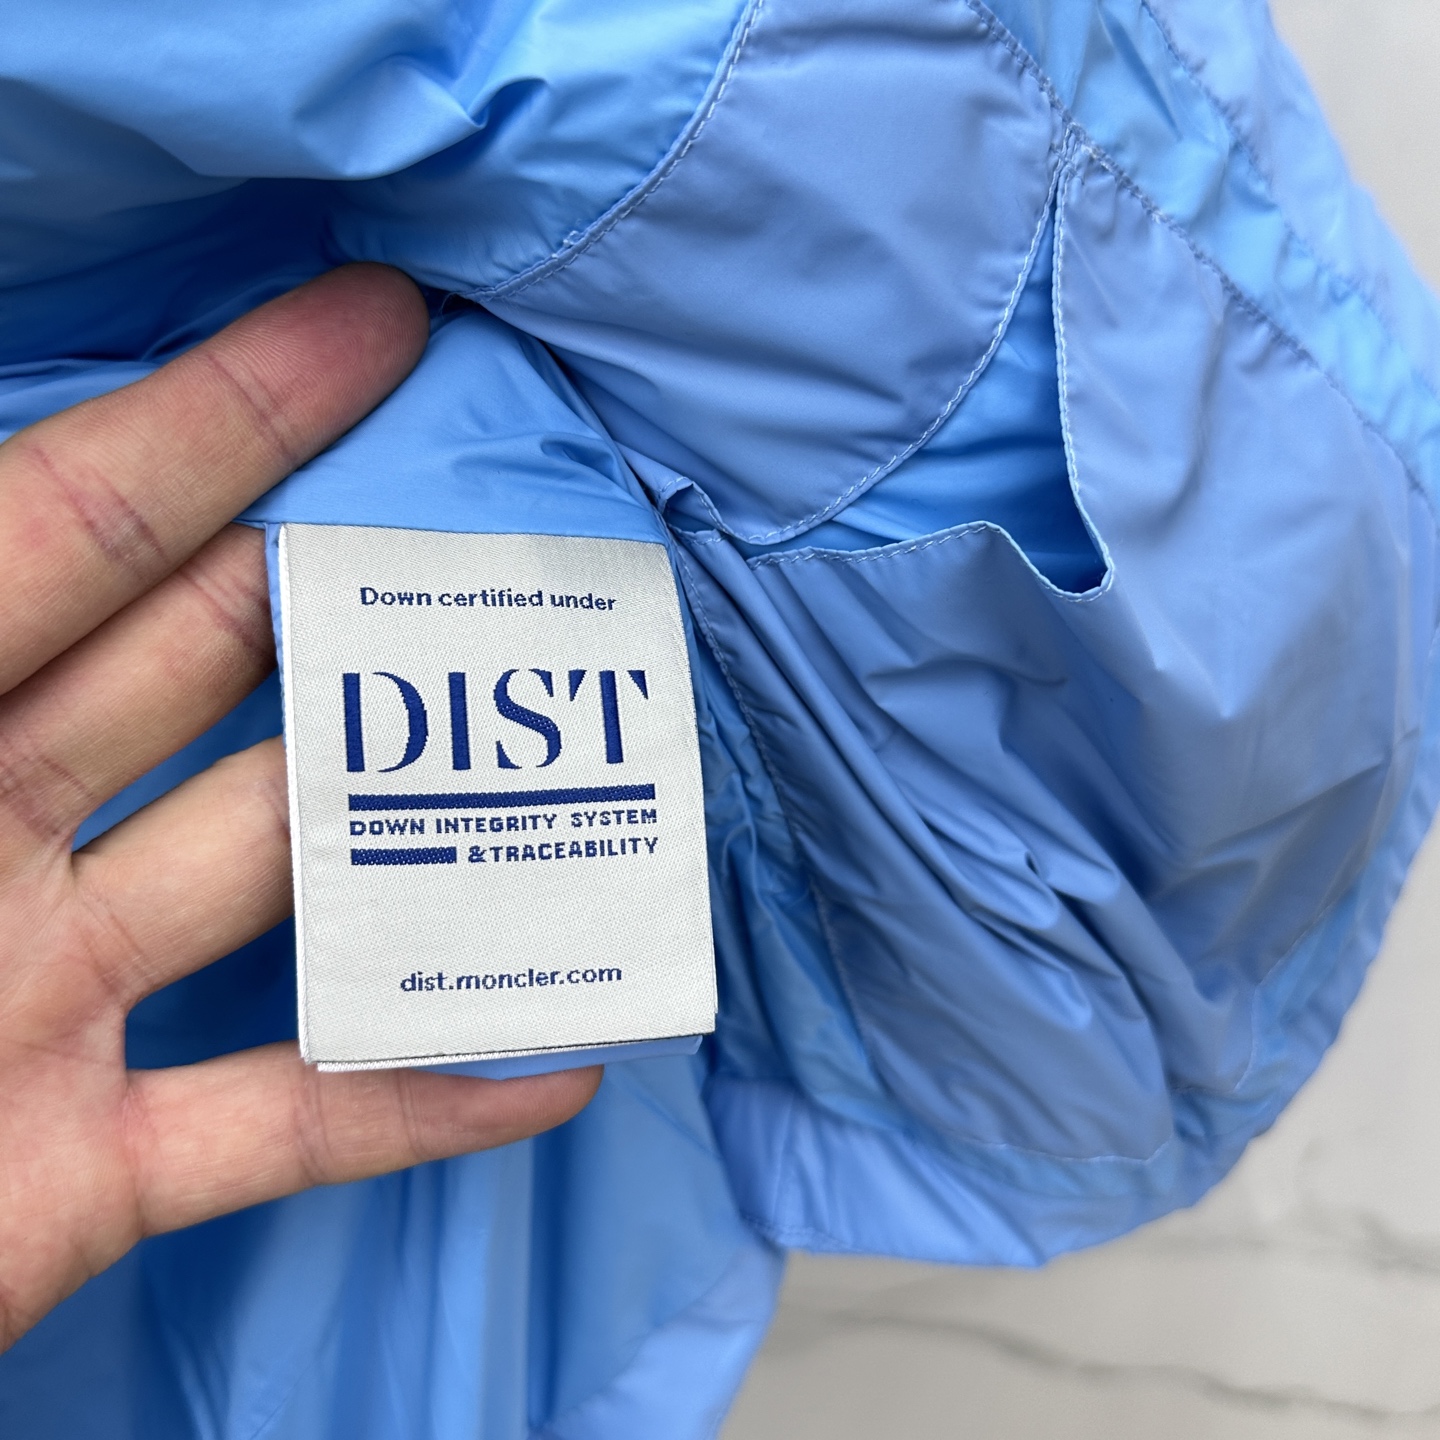 Down certified under
DIST
DOWN INTEGRITY SYSTEM
&TRACEABILITY
dist.moncler.com